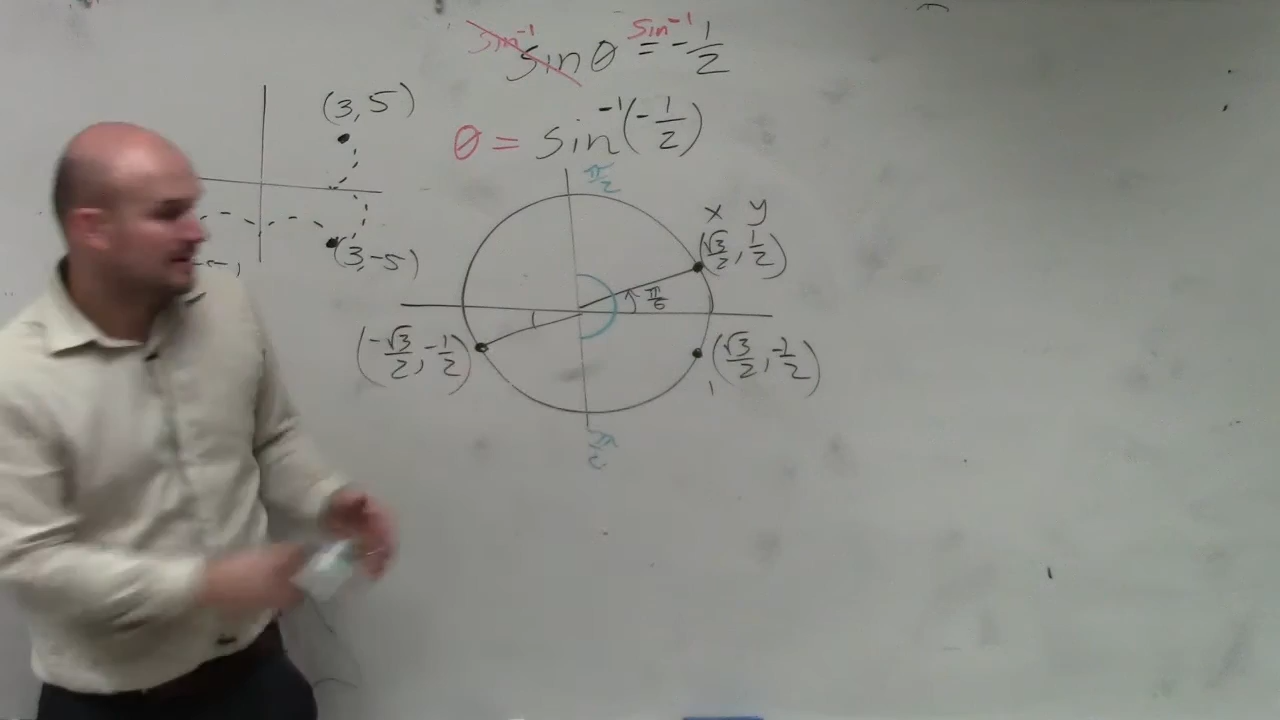 sin⁻¹ sin θ = sin⁻¹ -1/2
θ = sin⁻¹(-1/2)
(3, 5)
(3, -5)
π/2
x y
(√3/2, 1/2)
π/6
(-√3/2, -1/2)
(√3/2, -1/2)